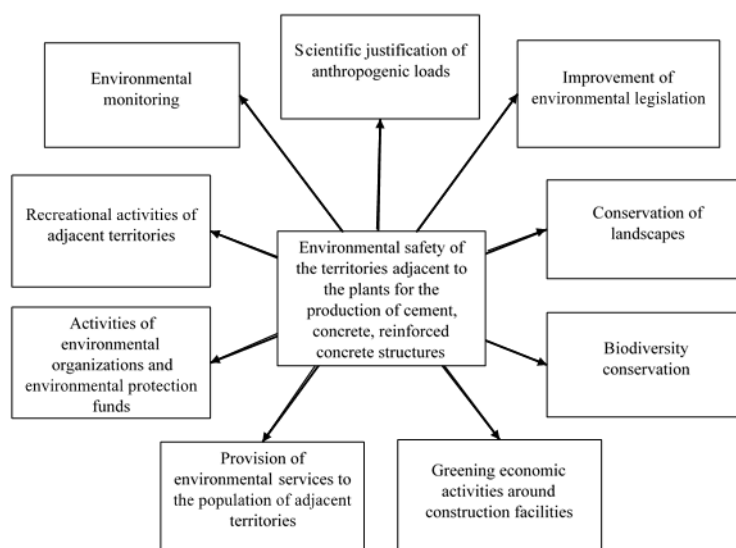 Scientific justification of
anthropogenic loads
Environmental
monitoring
Improvement of
environmental legislation
Recreational activities of
adjacent territories
Conservation of
landscapes
Environmental safety of
the territories adjacent to
the plants for the
production of cement,
concrete, reinforced
concrete structures
Activities of
environmental
organizations and
environmental protection
funds
Biodiversity
conservation
Provision of
environmental services to
the population of adjacent
territories
Greening economic
activities around
construction facilities